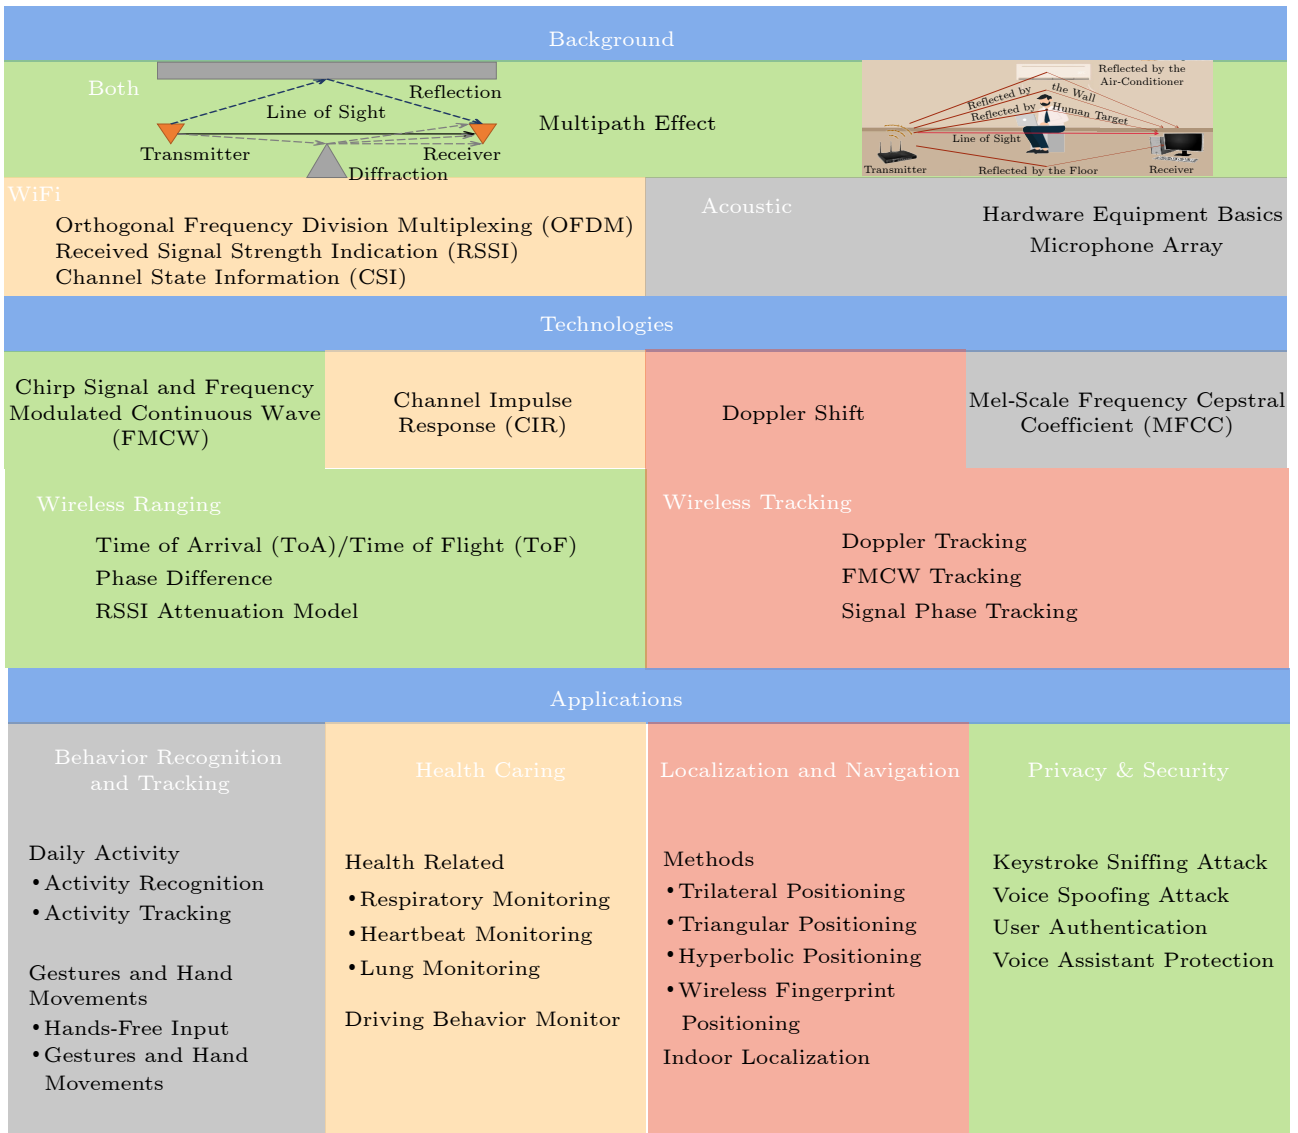 Background
Both
Reflection
Line of Sight
Transmitter
Receiver
Diffraction
Multipath Effect
Reflected by the
Air-Conditioner
Reflected by the Wall
Reflected by Human Target
Line of Sight
Transmitter
Reflected by the Floor
Receiver
WiFi
Orthogonal Frequency Division Multiplexing (OFDM)
Received Signal Strength Indication (RSSI)
Channel State Information (CSI)
Acoustic
Hardware Equipment Basics
Microphone Array
Technologies
Chirp Signal and Frequency
Modulated Continuous Wave
(FMCW)
Channel Impulse
Response (CIR)
Doppler Shift
Mel-Scale Frequency Cepstral
Coefficient (MFCC)
Wireless Ranging
Time of Arrival (ToA)/Time of Flight (ToF)
Phase Difference
RSSI Attenuation Model
Wireless Tracking
Doppler Tracking
FMCW Tracking
Signal Phase Tracking
Applications
Behavior Recognition
and Tracking
Daily Activity
•Activity Recognition
•Activity Tracking
Gestures and Hand
Movements
•Hands-Free Input
•Gestures and Hand
Movements
Health Caring
Health Related
•Respiratory Monitoring
•Heartbeat Monitoring
•Lung Monitoring
Driving Behavior Monitor
Localization and Navigation
Methods
•Trilateral Positioning
•Triangular Positioning
•Hyperbolic Positioning
•Wireless Fingerprint
Positioning
Indoor Localization
Privacy & Security
Keystroke Sniffing Attack
Voice Spoofing Attack
User Authentication
Voice Assistant Protection